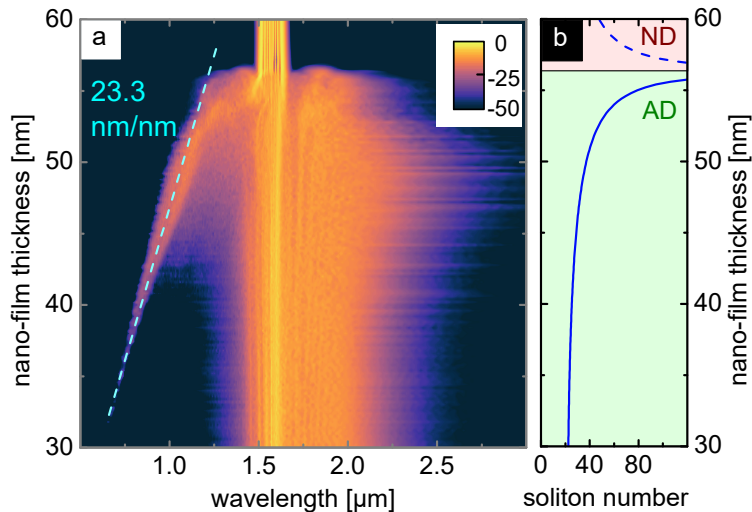 a
23.3
nm/nm
0
-25
-50
60
50
40
30
nano-film thickness [nm]
1.0
1.5
2.0
2.5
wavelength [µm]
b
ND
AD
60
50
40
30
nano-film thickness [nm]
0
40
80
soliton number